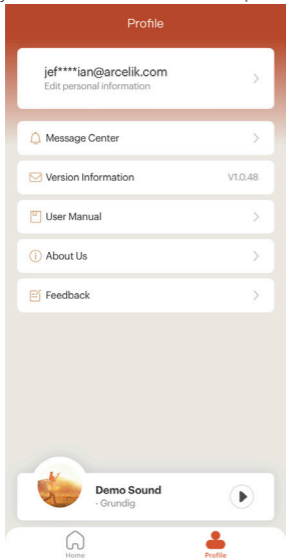 Profile
jef****ian@arcelik.com
Edit personal information
Message Center
Version Information V1.0.48
User Manual
About Us
Feedback
Demo Sound
- Grundig
Home Profile